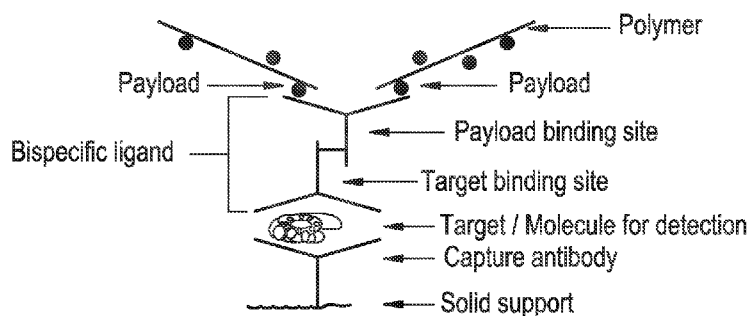 Polymer
Payload
Payload
Payload binding site
Bispecific ligand
Target binding site
Target / Molecule for detection
Capture antibody
Solid support